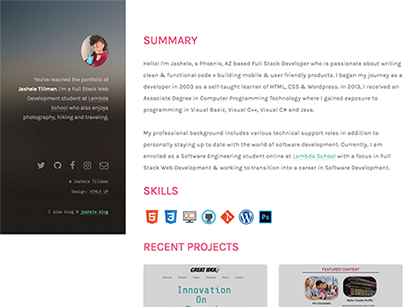 You've reached the portfolio of
Jashele Tillman. I'm a Full Stack Web
Development student at Lambda
School who also enjoys
photography, hiking and traveling.
© Jashele Tillman
Design: HTML5 UP
I also blog @ jashele.blog
SUMMARY
Hello! I'm Jashele, a Phoenix, AZ based Full Stack Developer who is passionate about writing
clean & functional code + building mobile & user friendly products. I began my journey as a
developer in 2003 as a self-taught learner of HTML, CSS & Wordpress. In 2013, I received an
Associate Degree in Computer Programming Technology where I gained exposure to
programming in Visual Basic, Visual C++, Visual C# and Java.
My professional background includes various technical support roles in addition to
personally staying up to date with the world of software development. Currently, I am
enrolled as a Software Engineering student online at Lambda School with a focus in Full
Stack Web Development & working to transition into a career in Software Development.
SKILLS
Ps
RECENT PROJECTS
GREAT IDEA
Innovation
On
FEATURED CONTENT